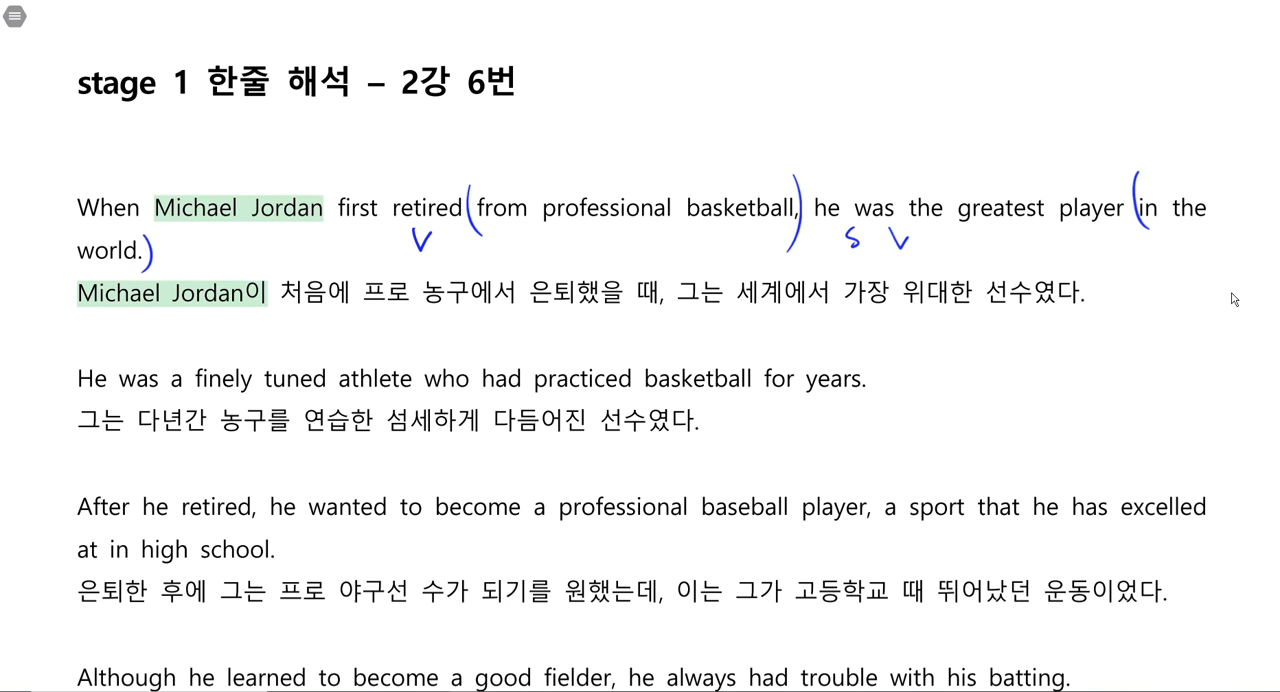 stage 1 한줄 해석 – 2강 6번
When Michael Jordan first retired (from professional basketball,) he was the greatest player (in the
V s V
world.)
Michael Jordan이 처음에 프로 농구에서 은퇴했을 때, 그는 세계에서 가장 위대한 선수였다.
He was a finely tuned athlete who had practiced basketball for years.
그는 다년간 농구를 연습한 섬세하게 다듬어진 선수였다.
After he retired, he wanted to become a professional baseball player, a sport that he has excelled
at in high school.
은퇴한 후에 그는 프로 야구선 수가 되기를 원했는데, 이는 그가 고등학교 때 뛰어났던 운동이었다.
Although he learned to become a good fielder, he always had trouble with his batting.